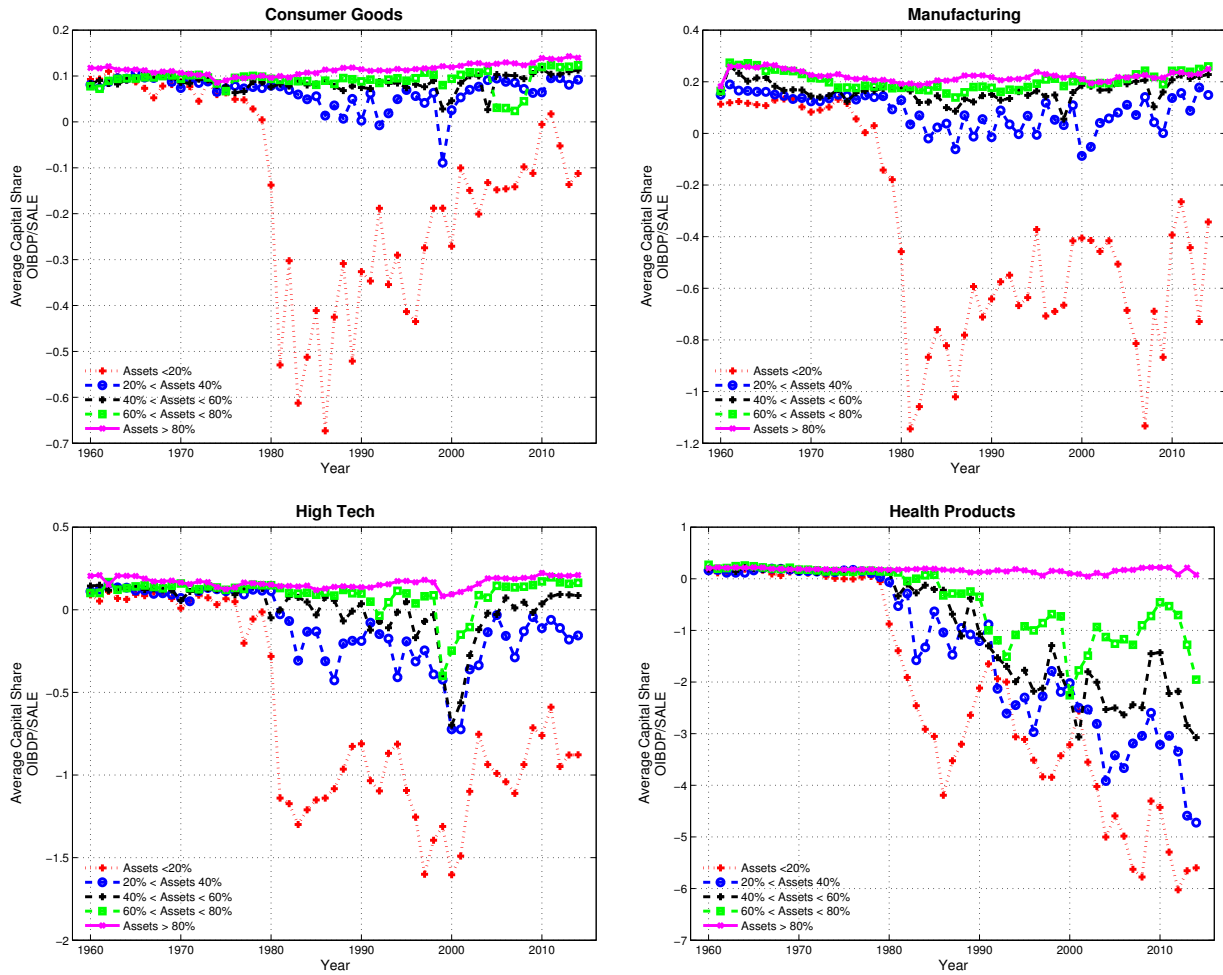 Consumer Goods
0.2
0.1
0
−0.1
−0.2
−0.3
−0.4
−0.5
−0.6
−0.7
Average Capital Share
OIBDP/SALE
Assets <20%
20% < Assets 40%
40% < Assets < 60%
60% < Assets < 80%
Assets > 80%
1960 1970 1980 1990 2000 2010
Year
Manufacturing
0.4
0.2
0
−0.2
−0.4
−0.6
−0.8
−1
−1.2
Average Capital Share
OIBDP/SALE
Assets <20%
20% < Assets 40%
40% < Assets < 60%
60% < Assets < 80%
Assets > 80%
1960 1970 1980 1990 2000 2010
Year
High Tech
0.5
0
−0.5
−1
−1.5
−2
Average Capital Share
OIBDP/SALE
Assets <20%
20% < Assets 40%
40% < Assets < 60%
60% < Assets < 80%
Assets > 80%
1960 1970 1980 1990 2000 2010
Year
Health Products
1
0
−1
−2
−3
−4
−5
−6
−7
Average Capital Share
OIBDP/SALE
Assets <20%
20% < Assets 40%
40% < Assets < 60%
60% < Assets < 80%
Assets > 80%
1960 1970 1980 1990 2000 2010
Year